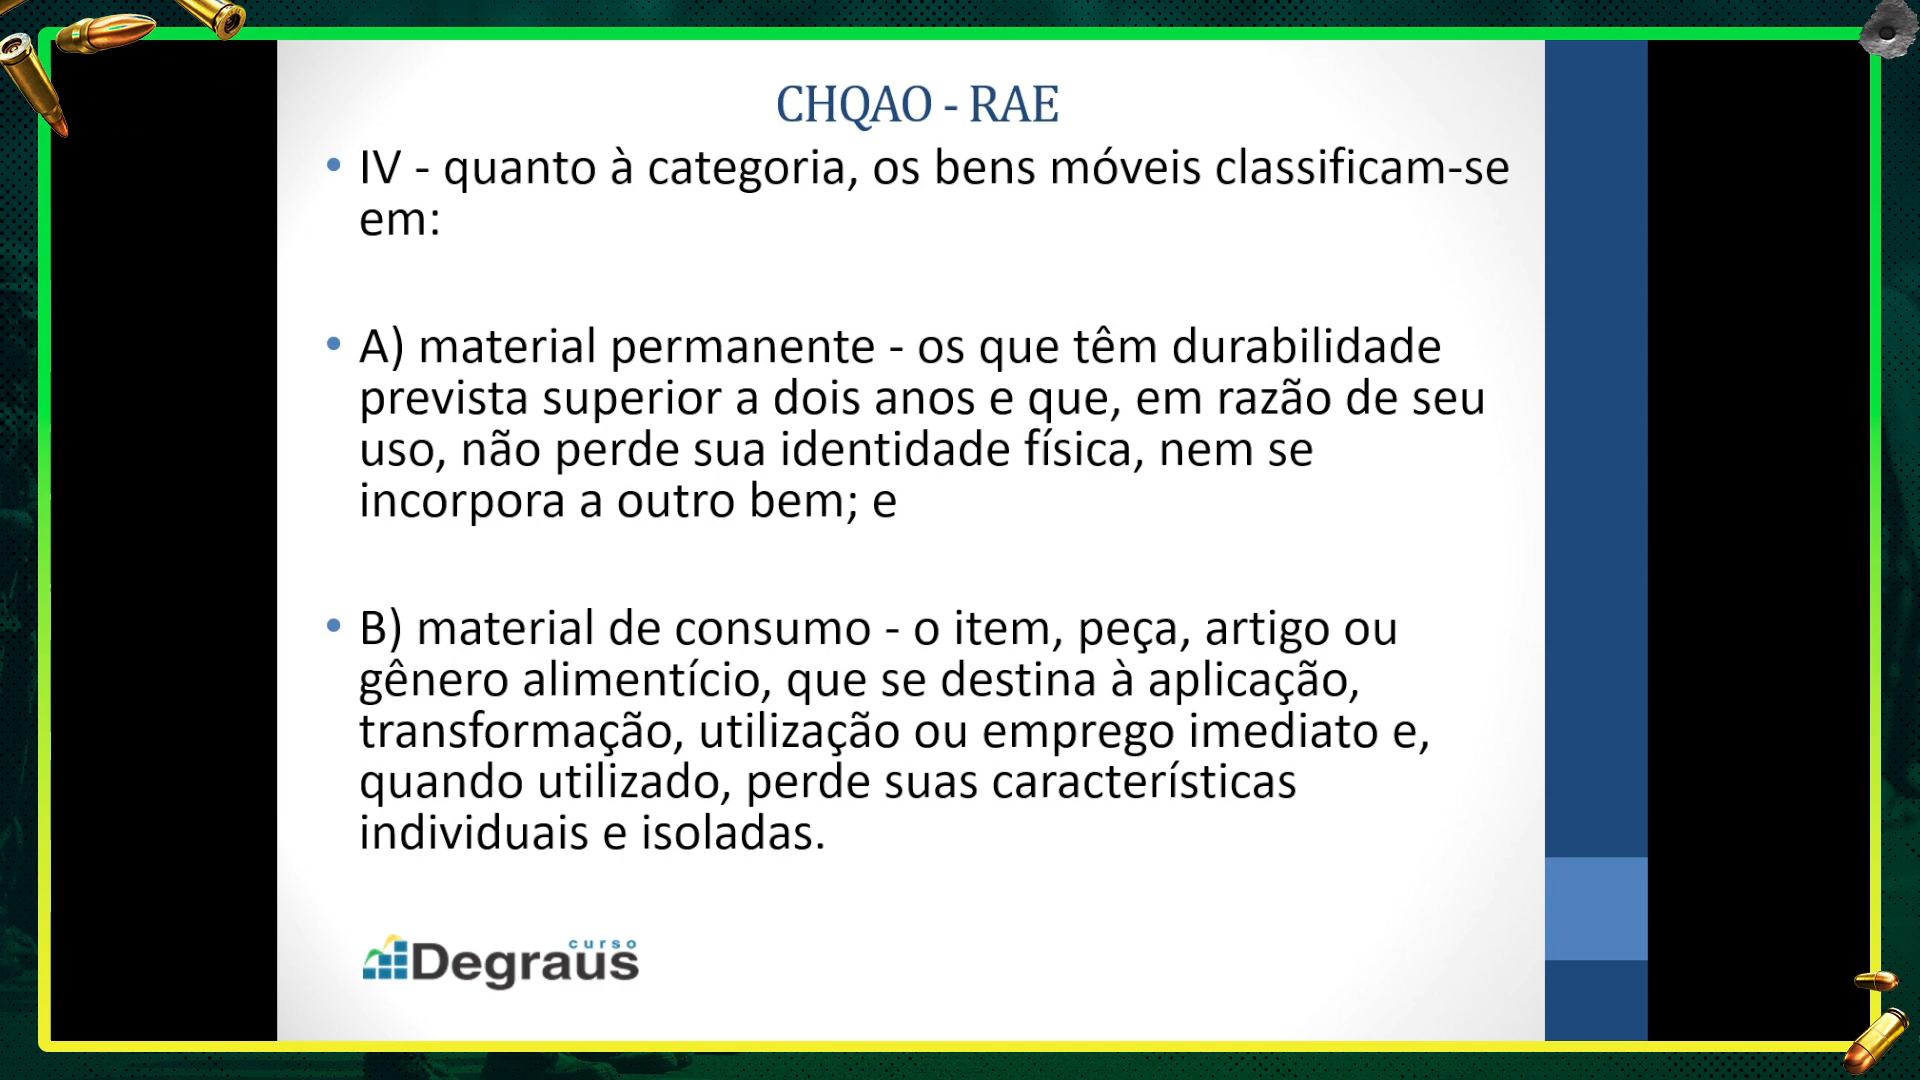 CHQAO - RAE
• IV - quanto à categoria, os bens móveis classificam-se
em:
• A) material permanente - os que têm durabilidade
prevista superior a dois anos e que, em razão de seu
uso, não perde sua identidade física, nem se
incorpora a outro bem; e
• B) material de consumo - o item, peça, artigo ou
gênero alimentício, que se destina à aplicação,
transformação, utilização ou emprego imediato e,
quando utilizado, perde suas características
individuais e isoladas.
curso
Degraus